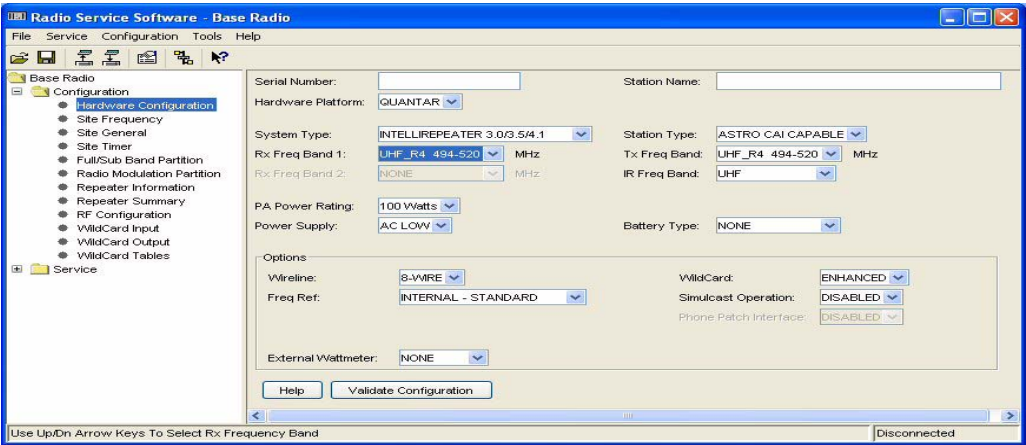 Radio Service Software - Base Radio
File Service Configuration Tools Help
Base Radio
Configuration
Hardware Configuration
Site Frequency
Site General
Site Timer
Full/Sub Band Partition
Radio Modulation Partition
Repeater Information
Repeater Summary
RF Configuration
WildCard Input
WildCard Output
WildCard Tables
Service
Serial Number: Station Name:
Hardware Platform: QUANTAR
System Type: INTELLIREPEATER 3.0/3.5/4.1 Station Type: ASTRO CAI CAPABLE
Rx Freq Band 1: UHF_R4 494-520 MHz Tx Freq Band: UHF_R4 494-520 MHz
Rx Freq Band 2: NONE MHz IR Freq Band: UHF
PA Power Rating: 100 Watts
Power Supply: AC LOW Battery Type: NONE
Options
Wireline: 8-WIRE WildCard: ENHANCED
Freq Ref: INTERNAL - STANDARD Simulcast Operation: DISABLED
Phone Patch Interface: DISABLED
External Wattmeter: NONE
Help Validate Configuration
Use Up/Dn Arrow Keys To Select Rx Frequency Band Disconnected